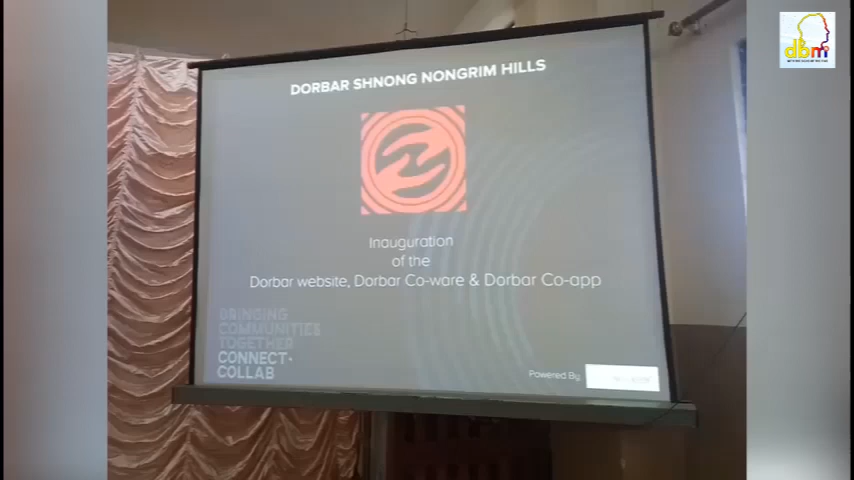 dbm
DORBAR SHNONG NONGRIM HILLS
Inauguration
of the
Dorbar website, Dorbar Co-ware & Dorbar Co-app
BRINGING
COMMUNITIES
TOGETHER
CONNECT•
COLLAB
Powered By